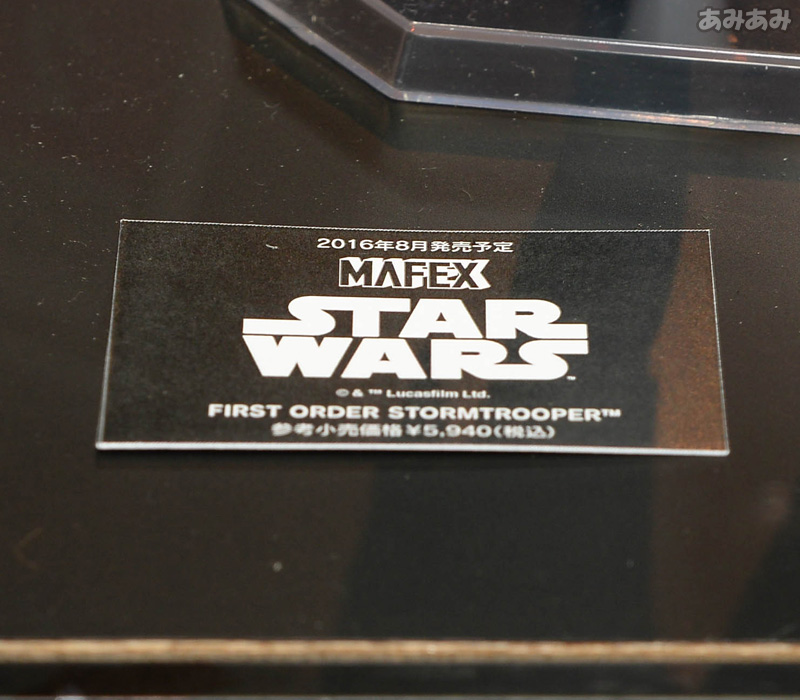 あみあみ
2016年8月発売予定
MAFEX
STAR
WARS™
© & ™ Lucasfilm Ltd.
FIRST ORDER STORMTROOPER™
参考小売価格¥5,940(税込)